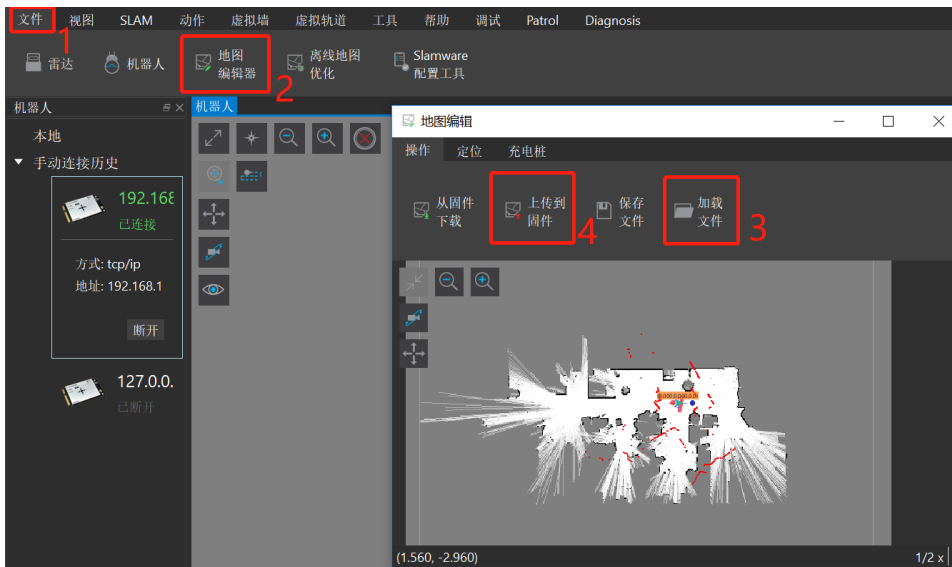 文件 视图 SLAM 动作 虚拟墙 虚拟轨道 工具 帮助 调试 Patrol Diagnosis
1
雷达
机器人
地图
编辑器
2
离线地图
优化
Slamware
配置工具
机器人
机器人
本地
手动连接历史
192.168
已连接
方式: tcp/ip
地址: 192.168.1
断开
127.0.0.
已断开
地图编辑
操作 定位 充电桩
从固件
下载
上传到
固件
4
保存
文件
加载
文件
3
(1.560, -2.960)
1/2 x